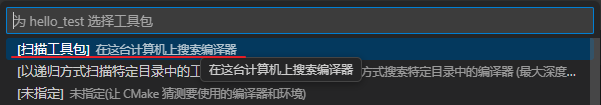 为 hello_test 选择工具包
[扫描工具包] 在这台计算机上搜索编译器
[以递归方式扫描特定目录中的工 方式搜索特定目录中的编译器 (最大深度...
在这台计算机上搜索编译器
[未指定] 未指定(让 CMake 猜测要使用的编译器和环境)